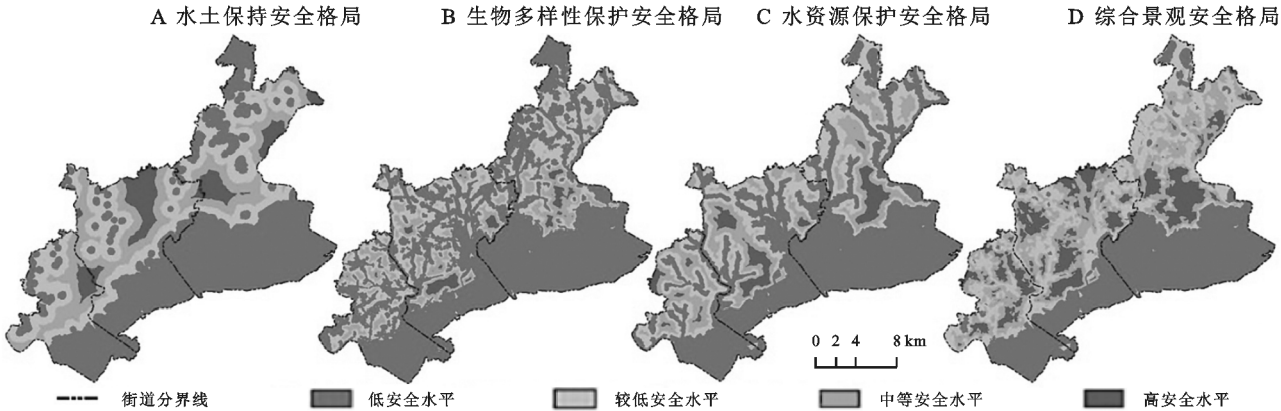 A 水土保持安全格局
B 生物多样性保护安全格局
C 水资源保护安全格局
D 综合景观安全格局
0 2 4 8 km
街道分界线
低安全水平
较低安全水平
中等安全水平
高安全水平